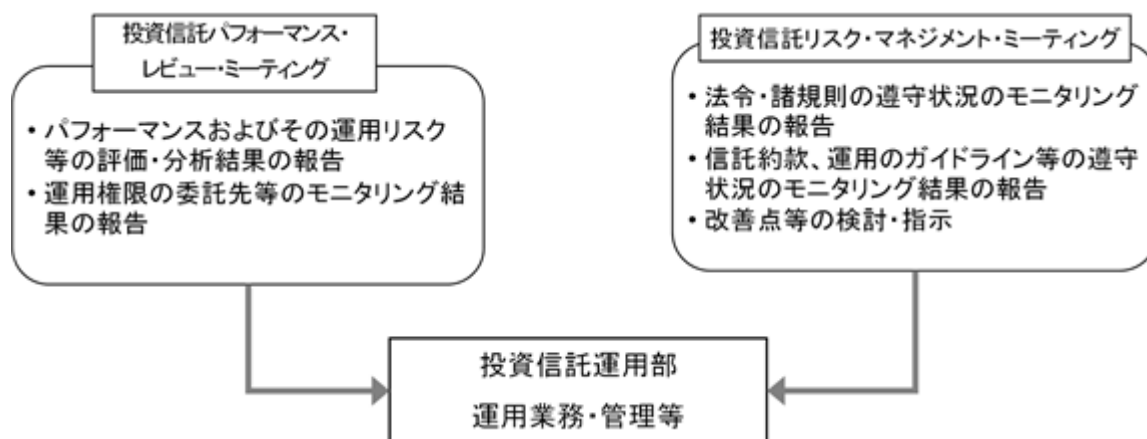 投資信託パフォーマンス・
レビュー・ミーティング
・パフォーマンスおよびその運用リスク
等の評価・分析結果の報告
・運用権限の委託先等のモニタリング結
果の報告
投資信託リスク・マネジメント・ミーティング
・法令・諸規則の遵守状況のモニタリング
結果の報告
・信託約款、運用のガイドライン等の遵守
状況のモニタリング結果の報告
・改善点等の検討・指示
投資信託運用部
運用業務・管理等